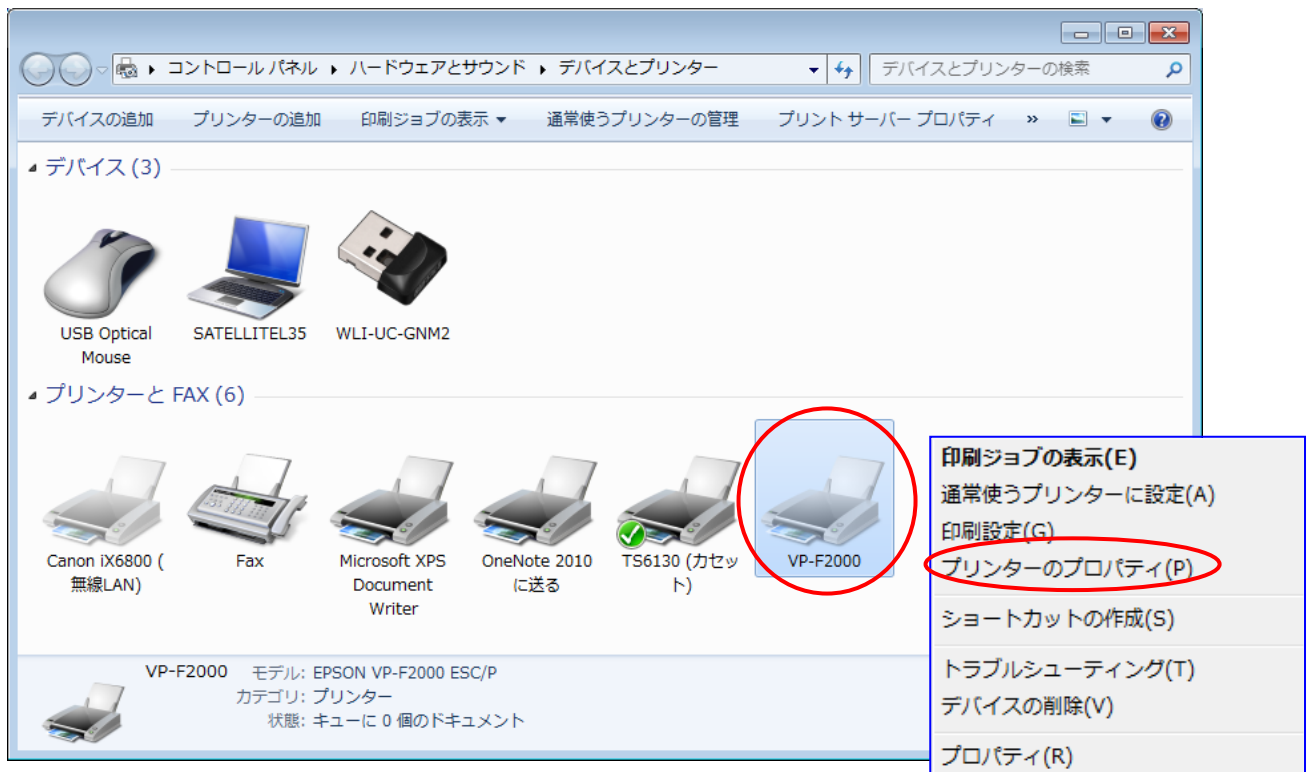 コントロール パネル ▸ ハードウェアとサウンド ▸ デバイスとプリンター
デバイスとプリンターの検索
デバイスの追加 プリンターの追加 印刷ジョブの表示 ▼ 通常使うプリンターの管理 プリント サーバー プロパティ »
デバイス (3)
USB Optical
Mouse
SATELLITEL35
WLI-UC-GNM2
プリンターと FAX (6)
Canon iX6800 (
無線LAN)
Fax
Microsoft XPS
Document
Writer
OneNote 2010
に送る
TS6130 (カセッ
ト)
VP-F2000
印刷ジョブの表示(E)
通常使うプリンターに設定(A)
印刷設定(G)
プリンターのプロパティ(P)
ショートカットの作成(S)
トラブルシューティング(T)
デバイスの削除(V)
プロパティ(R)
VP-F2000 モデル: EPSON VP-F2000 ESC/P
カテゴリ: プリンター
状態: キューに 0 個のドキュメント